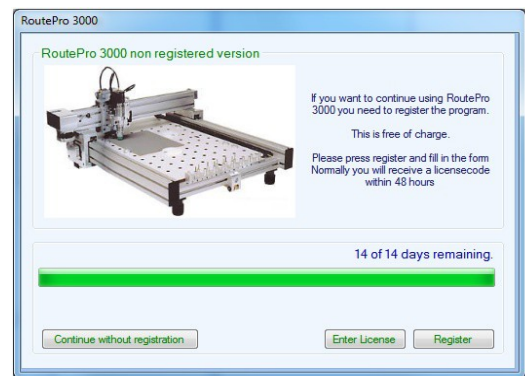 RoutePro 3000
RoutePro 3000 non registered version
If you want to continue using RoutePro
3000 you need to register the program.
This is free of charge.
Please press register and fill in the form
Normally you will receive a licensecode
within 48 hours
14 of 14 days remaining.
Continue without registration
Enter License
Register